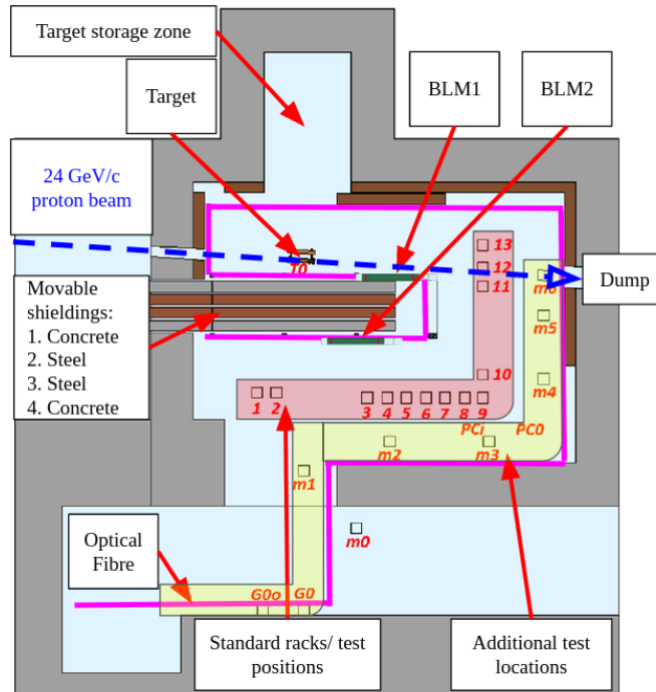 Target storage zone
Target
BLM1
BLM2
24 GeV/c
proton beam
T0
13
12
11
m6
Dump
Movable
shieldings:
1. Concrete
2. Steel
3. Steel
4. Concrete
m5
10
m4
1 2 3 4 5 6 7 8 9
PCi PC0
m1
m2
m3
m0
Optical
Fibre
G0o G0
Standard racks/ test
positions
Additional test
locations